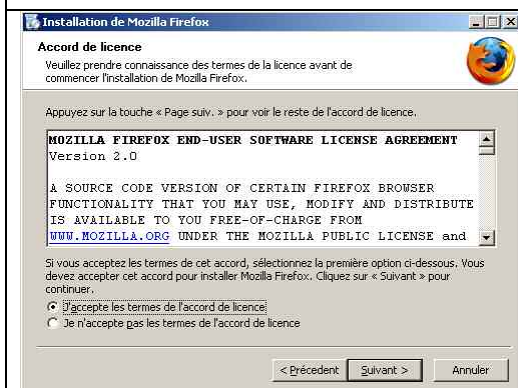 Installation de Mozilla Firefox
Accord de licence
Veuillez prendre connaissance des termes de la licence avant de
commencer l'installation de Mozilla Firefox.
Appuyez sur la touche « Page suiv. » pour voir le reste de l'accord de licence.
MOZILLA FIREFOX END-USER SOFTWARE LICENSE AGREEMENT
Version 2.0
A SOURCE CODE VERSION OF CERTAIN FIREFOX BROWSER
FUNCTIONALITY THAT YOU MAY USE, MODIFY AND DISTRIBUTE
IS AVAILABLE TO YOU FREE-OF-CHARGE FROM
WWW.MOZILLA.ORG UNDER THE MOZILLA PUBLIC LICENSE and
Si vous acceptez les termes de cet accord, sélectionnez la première option ci-dessous. Vous
devez accepter cet accord pour installer Mozilla Firefox. Cliquez sur « Suivant » pour
continuer.
J'accepte les termes de l'accord de licence
Je n'accepte pas les termes de l'accord de licence
< Précedent
Suivant >
Annuler